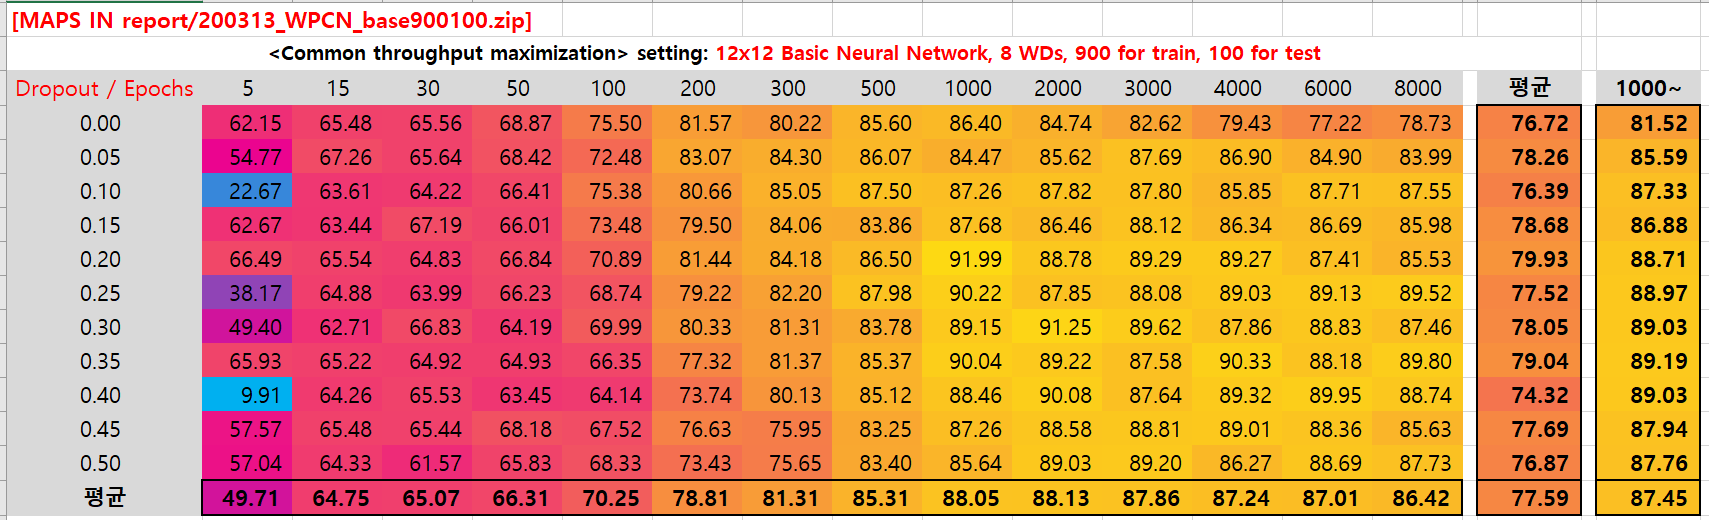 [MAPS IN report/200313_WPCN_base900100.zip]
<Common throughput maximization> setting: 12x12 Basic Neural Network, 8 WDs, 900 for train, 100 for test
Dropout / Epochs 5 15 30 50 100 200 300 500 1000 2000 3000 4000 6000 8000 평균 1000~
0.00 62.15 65.48 65.56 68.87 75.50 81.57 80.22 85.60 86.40 84.74 82.62 79.43 77.22 78.73 76.72 81.52
0.05 54.77 67.26 65.64 68.42 72.48 83.07 84.30 86.07 84.47 85.62 87.69 86.90 84.90 83.99 78.26 85.59
0.10 22.67 63.61 64.22 66.41 75.38 80.66 85.05 87.50 87.26 87.82 87.80 85.85 87.71 87.55 76.39 87.33
0.15 62.67 63.44 67.19 66.01 73.48 79.50 84.06 83.86 87.68 86.46 88.12 86.34 86.69 85.98 78.68 86.88
0.20 66.49 65.54 64.83 66.84 70.89 81.44 84.18 86.50 91.99 88.78 89.29 89.27 87.41 85.53 79.93 88.71
0.25 38.17 64.88 63.99 66.23 68.74 79.22 82.20 87.98 90.22 87.85 88.08 89.03 89.13 89.52 77.52 88.97
0.30 49.40 62.71 66.83 64.19 69.99 80.33 81.31 83.78 89.15 91.25 89.62 87.86 88.83 87.46 78.05 89.03
0.35 65.93 65.22 64.92 64.93 66.35 77.32 81.37 85.37 90.04 89.22 87.58 90.33 88.18 89.80 79.04 89.19
0.40 9.91 64.26 65.53 63.45 64.14 73.74 80.13 85.12 88.46 90.08 87.64 89.32 89.95 88.74 74.32 89.03
0.45 57.57 65.48 65.44 68.18 67.52 76.63 75.95 83.25 87.26 88.58 88.81 89.01 88.36 85.63 77.69 87.94
0.50 57.04 64.33 61.57 65.83 68.33 73.43 75.65 83.40 85.64 89.03 89.20 86.27 88.69 87.73 76.87 87.76
평균 49.71 64.75 65.07 66.31 70.25 78.81 81.31 85.31 88.05 88.13 87.86 87.24 87.01 86.42 77.59 87.45